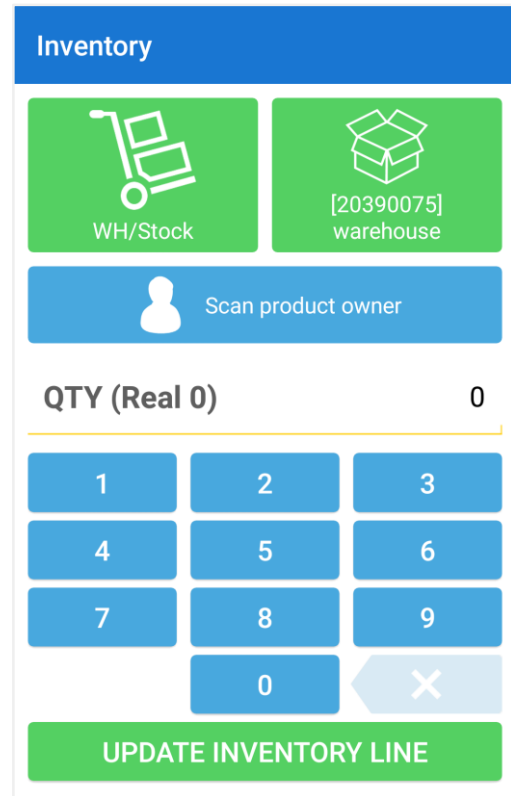 Inventory
WH/Stock
[20390075]
warehouse
Scan product owner
QTY (Real 0) 0
1 2 3
4 5 6
7 8 9
0
UPDATE INVENTORY LINE